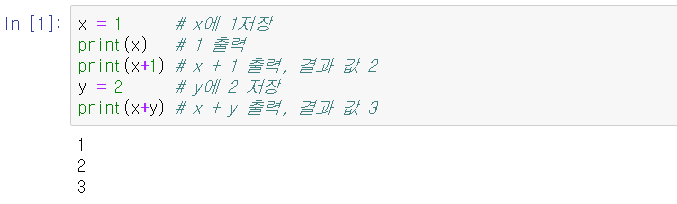 In [1]: x = 1 # x에 1저장
print(x) # 1 출력
print(x+1) # x + 1 출력, 결과 값 2
y = 2 # y에 2 저장
print(x+y) # x + y 출력, 결과 값 3
1
2
3